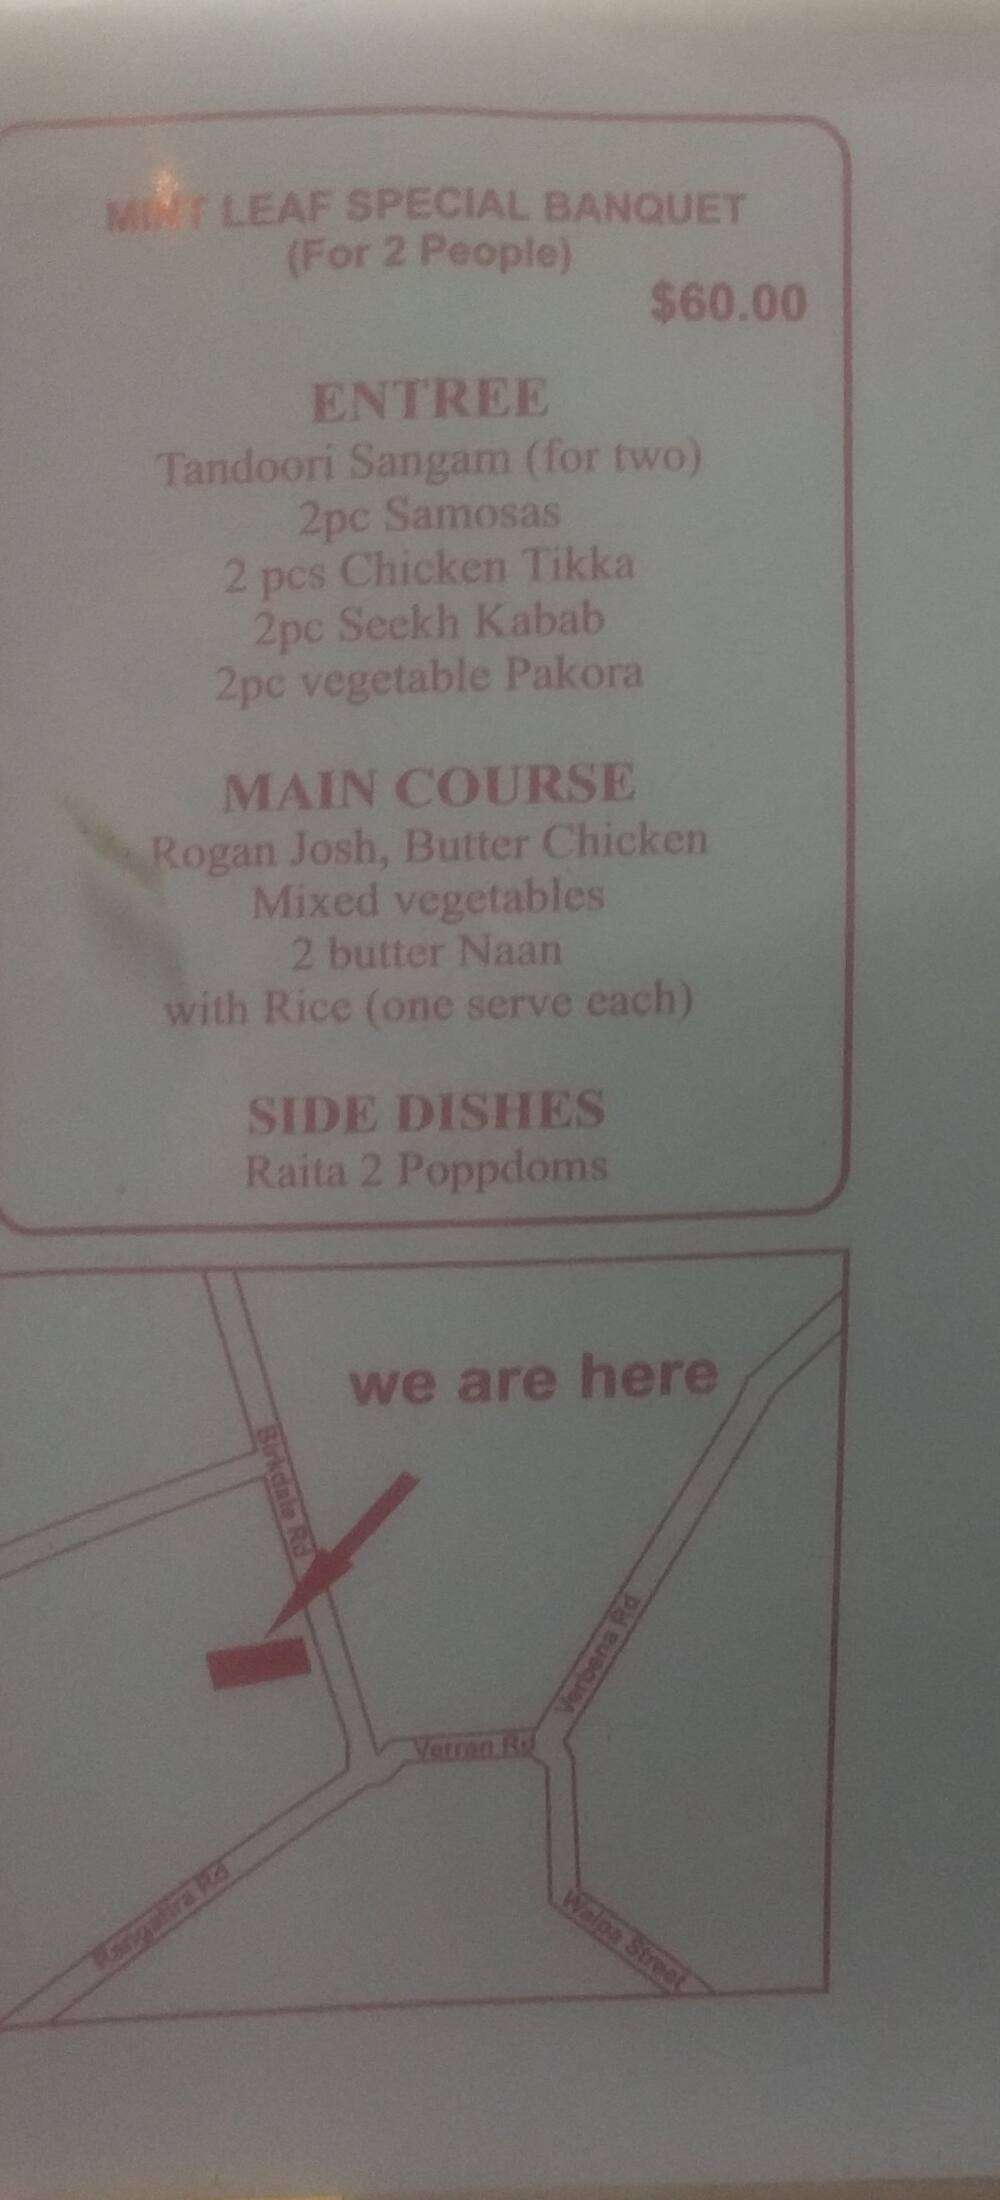 MINT LEAF SPECIAL BANQUET
(For 2 People)
$60.00
ENTREE
Tandoori Sangam (for two)
2pc Samosas
2 pcs Chicken Tikka
2pc Seekh Kabab
2pc vegetable Pakora
MAIN COURSE
Rogan Josh, Butter Chicken
Mixed vegetables
2 butter Naan
with Rice (one serve each)
SIDE DISHES
Raita 2 Poppdoms
we are here
Birkdale Rd
Verbena Rd
Verran Rd
Rangatira Rd
Waipa Street